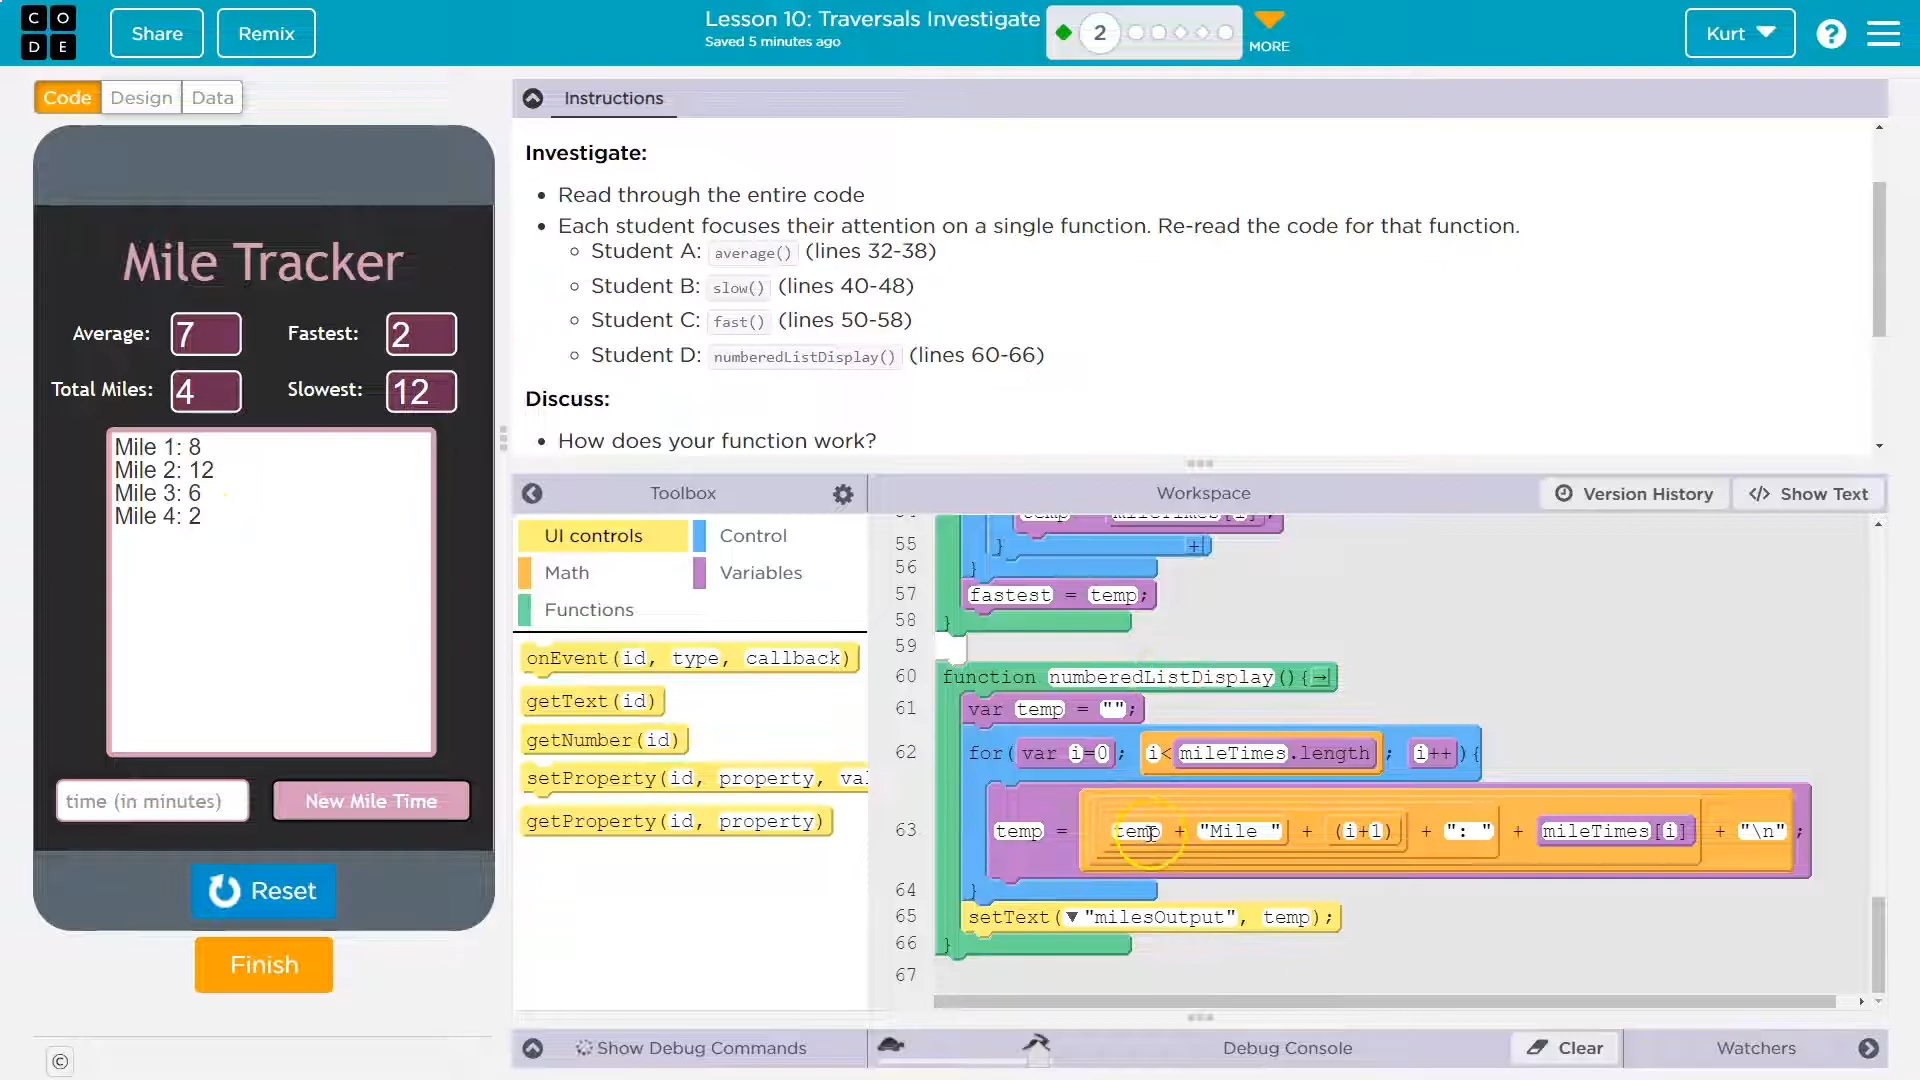 CODE
Share
Remix
Lesson 10: Traversals Investigate
Saved 5 minutes ago
2
MORE
Kurt
?
Code
Design
Data
Instructions
Investigate:
• Read through the entire code
• Each student focuses their attention on a single function. Re-read the code for that function.
Student A: average() (lines 32-38)
Student B: slow() (lines 40-48)
Student C: fast() (lines 50-58)
Student D: numberedListDisplay() (lines 60-66)
Discuss:
• How does your function work?
Mile Tracker
Average: 7 Fastest: 2
Total Miles: 4 Slowest: 12
Mile 1: 8
Mile 2: 12
Mile 3: 6
Mile 4: 2
time (in minutes)
New Mile Time
Reset
Finish
©
Toolbox
Workspace
Version History
</> Show Text
UI controls
Control
Math
Variables
Functions
onEvent(id, type, callback)
getText(id)
getNumber(id)
setProperty(id, property, val
getProperty(id, property)
55 }
56 }
57 fastest = temp;
58 }
59
60 function numberedListDisplay(){
61 var temp = "";
62 for(var i=0; i<mileTimes.length; i++){
63 temp = temp + "Mile " + (i+1) + ": " + mileTimes[i] + "\n";
64 }
65 setText("milesOutput", temp);
66 }
67
Show Debug Commands
Debug Console
Clear
Watchers